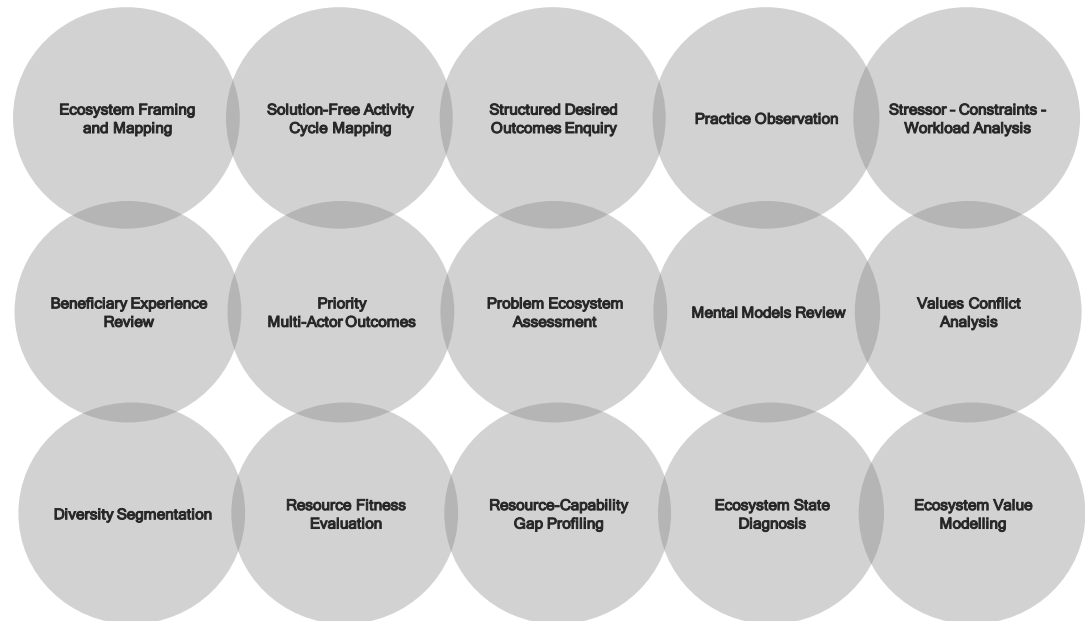 Ecosystem Framing
and Mapping
Solution-Free Activity
Cycle Mapping
Structured Desired
Outcomes Enquiry
Practice Observation
Stressor - Constraints -
Workload Analysis
Beneficiary Experience
Review
Priority
Multi-Actor Outcomes
Problem Ecosystem
Assessment
Mental Models Review
Values Conflict
Analysis
Diversity Segmentation
Resource Fitness
Evaluation
Resource-Capability
Gap Profiling
Ecosystem State
Diagnosis
Ecosystem Value
Modelling